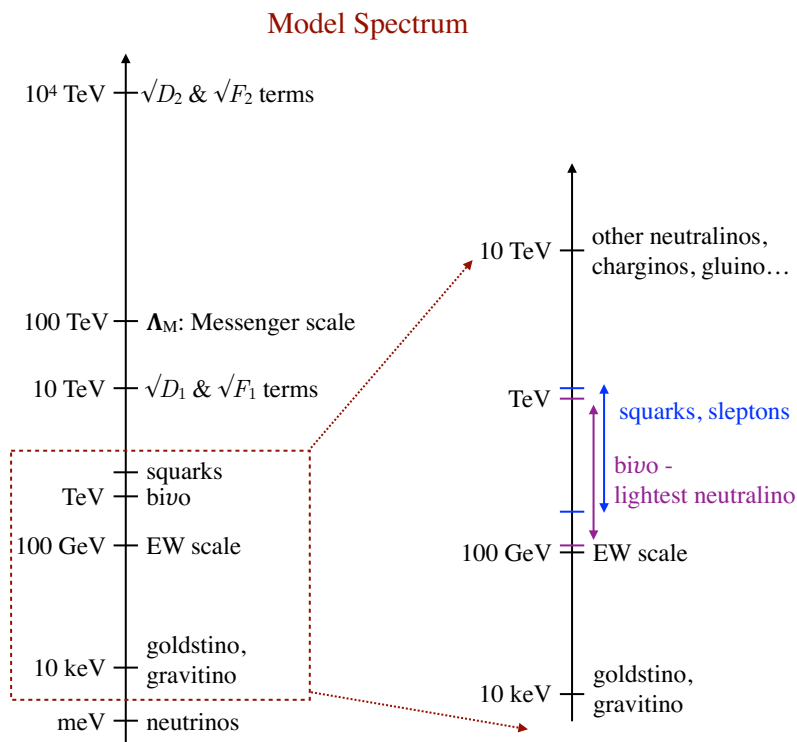 Model Spectrum
10⁴ TeV √D₂ & √F₂ terms
100 TeV Λ_M: Messenger scale
10 TeV √D₁ & √F₁ terms
squarks
TeV biνo
100 GeV EW scale
goldstino,
10 keV gravitino
meV neutrinos
10 TeV other neutralinos,
charginos, gluino…
TeV
squarks, sleptons
biνo -
lightest neutralino
100 GeV EW scale
10 keV goldstino,
gravitino